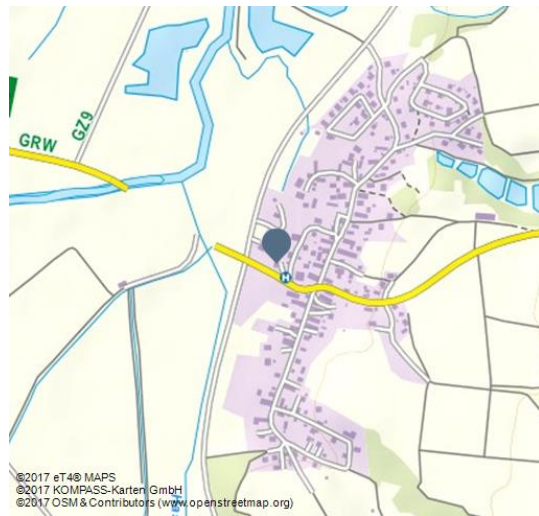 GZ9
GRW
H
©2017 eT4® MAPS
©2017 KOMPASS-Karten GmbH
©2017 OSM & Contributors (www.openstreetmap.org)